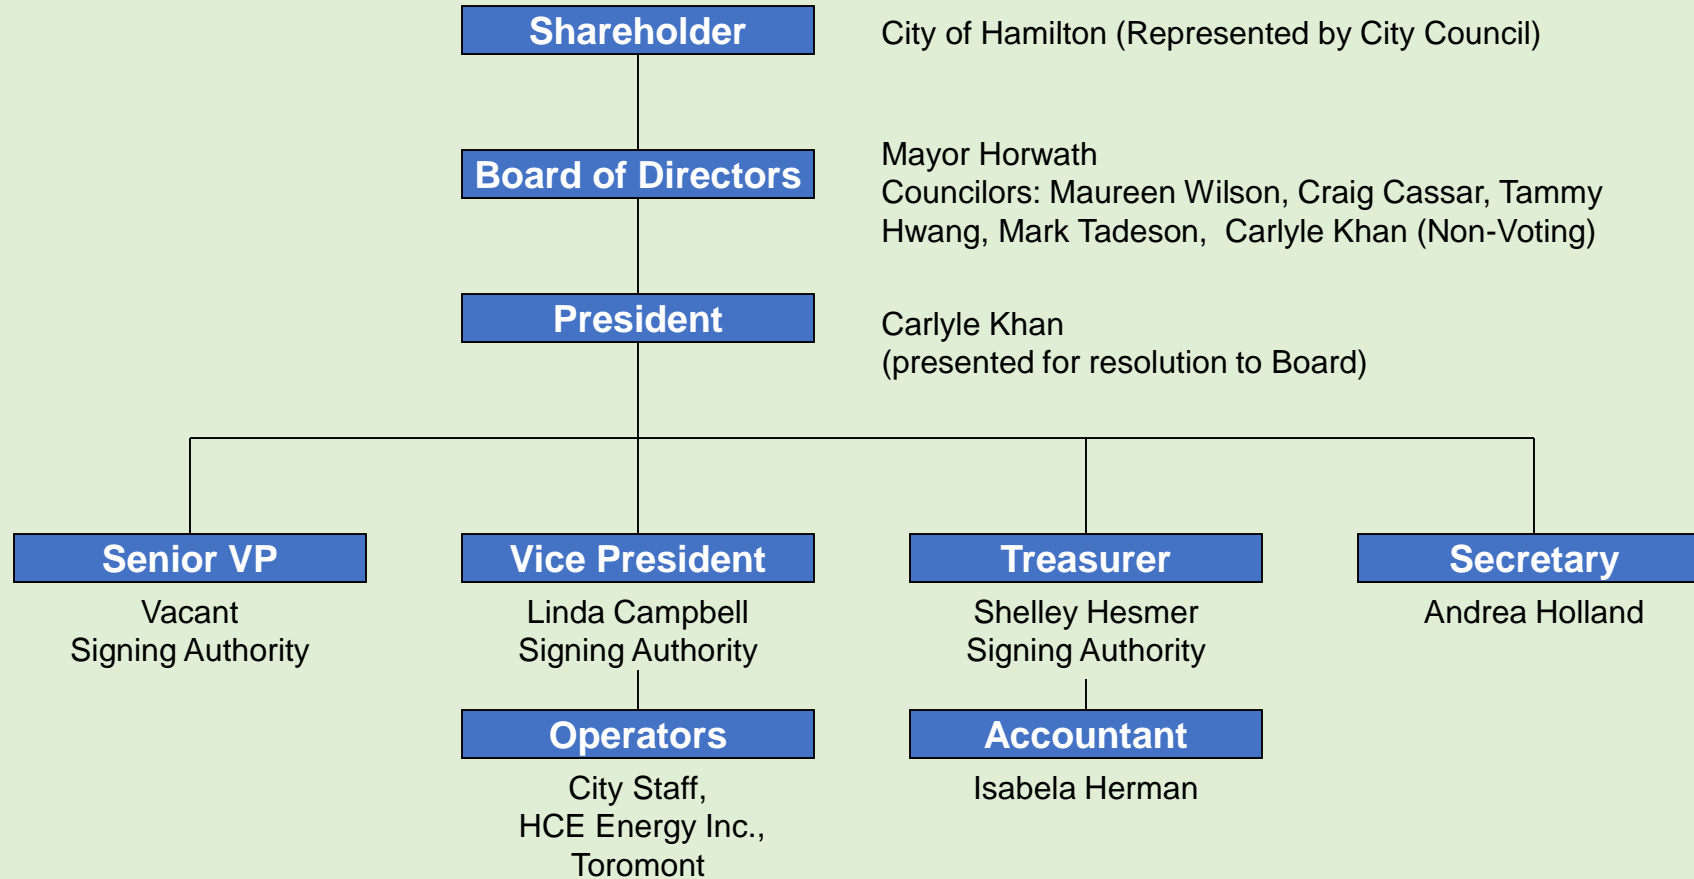 Shareholder
City of Hamilton (Represented by City Council)
Board of Directors
Mayor Horwath
Councilors: Maureen Wilson, Craig Cassar, Tammy
Hwang, Mark Tadeson, Carlyle Khan (Non-Voting)
President
Carlyle Khan
(presented for resolution to Board)
Senior VP
Vacant
Signing Authority
Vice President
Linda Campbell
Signing Authority
Operators
City Staff,
HCE Energy Inc.,
Toromont
Treasurer
Shelley Hesmer
Signing Authority
Accountant
Isabela Herman
Secretary
Andrea Holland